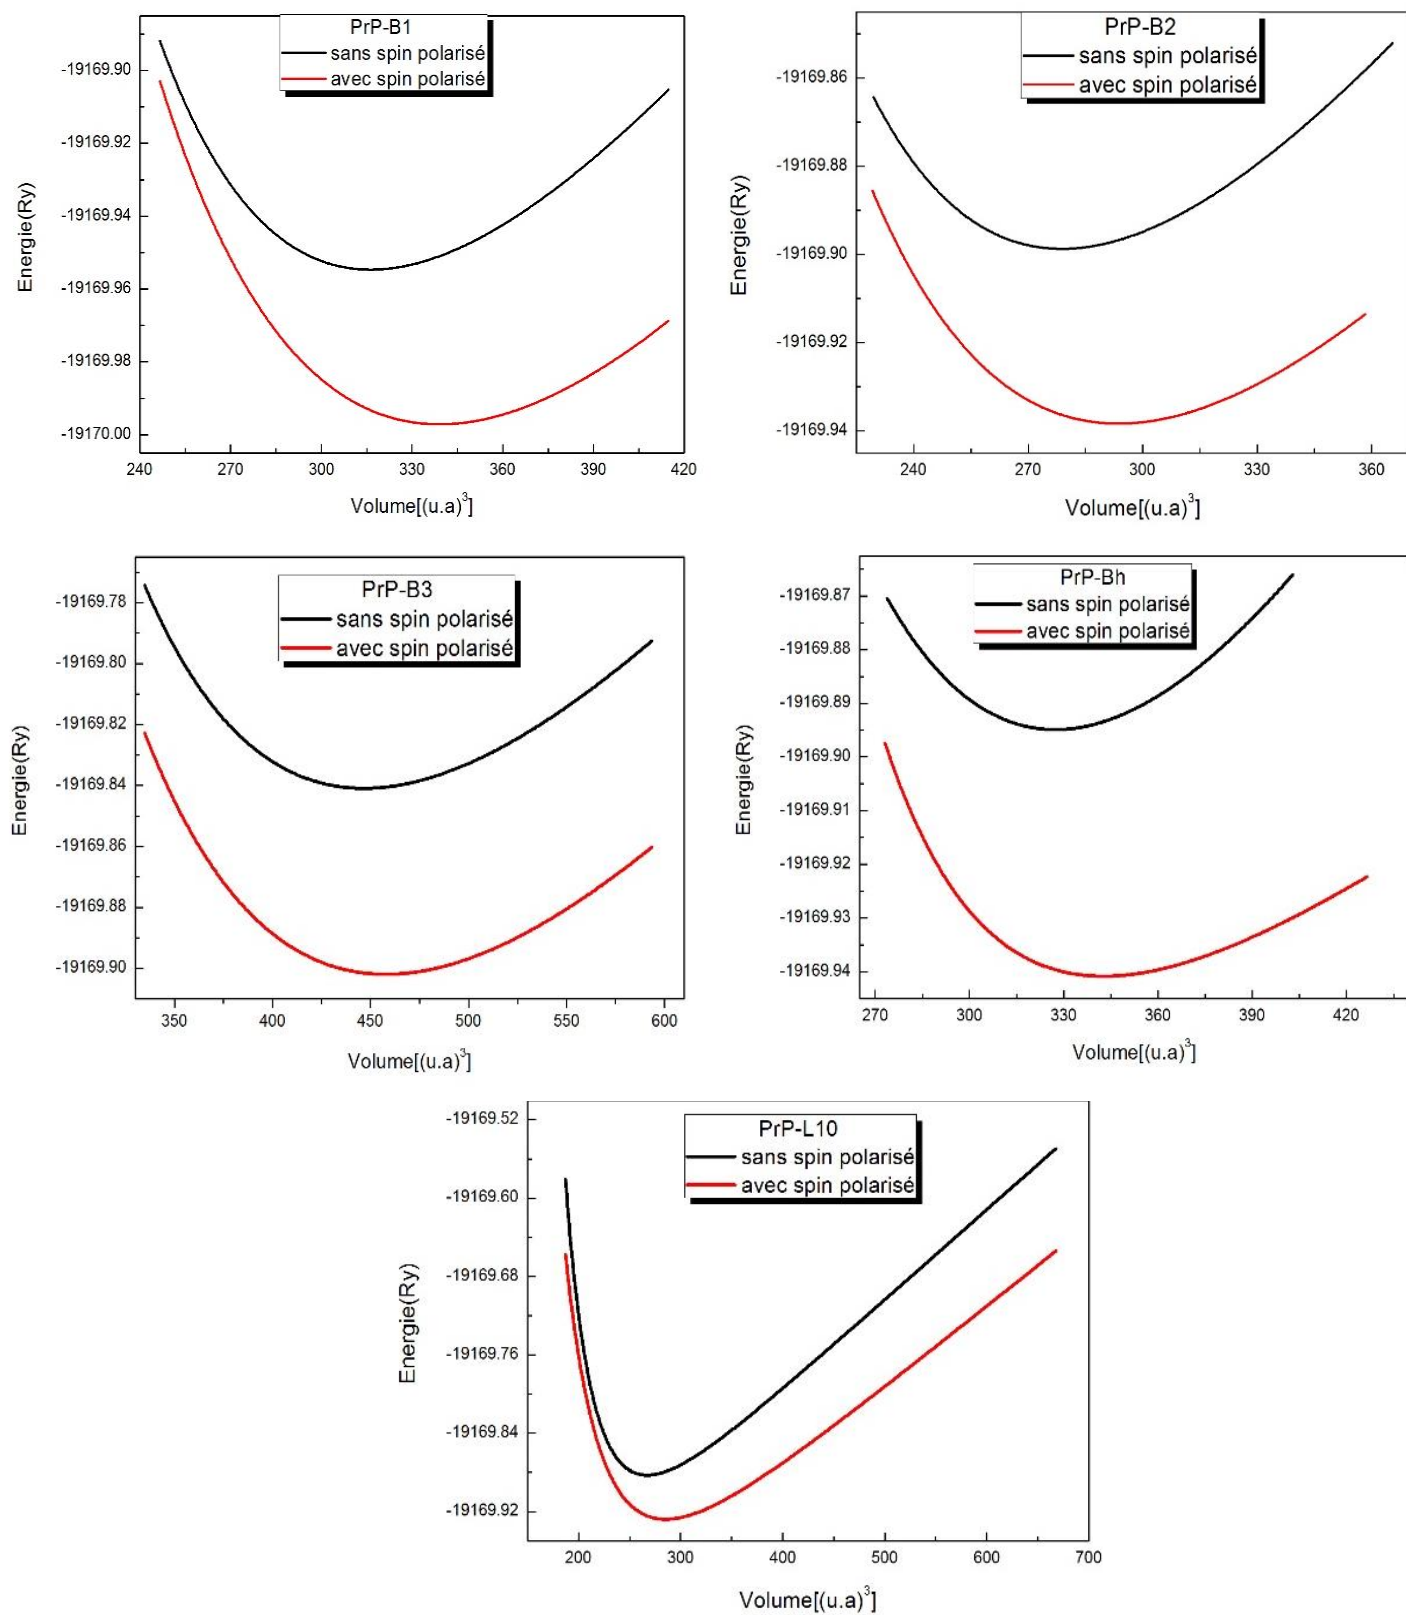 PrP-B1
sans spin polarisé
avec spin polarisé
-19169.90
-19169.92
-19169.94
-19169.96
-19169.98
-19170.00
Energie(Ry)
240 270 300 330 360 390 420
Volume[(u.a)³]
PrP-B2
sans spin polarisé
avec spin polarisé
-19169.86
-19169.88
-19169.90
-19169.92
-19169.94
Energie(Ry)
240 270 300 330 360
Volume[(u.a)³]
PrP-B3
sans spin polarisé
avec spin polarisé
-19169.78
-19169.80
-19169.82
-19169.84
-19169.86
-19169.88
-19169.90
Energie(Ry)
350 400 450 500 550 600
Volume[(u.a)³]
PrP-Bh
sans spin polarisé
avec spin polarisé
-19169.87
-19169.88
-19169.89
-19169.90
-19169.91
-19169.92
-19169.93
-19169.94
Energie(Ry)
270 300 330 360 390 420
Volume[(u.a)³]
PrP-L10
sans spin polarisé
avec spin polarisé
-19169.52
-19169.60
-19169.68
-19169.76
-19169.84
-19169.92
Energie(Ry)
200 300 400 500 600 700
Volume[(u.a)³]